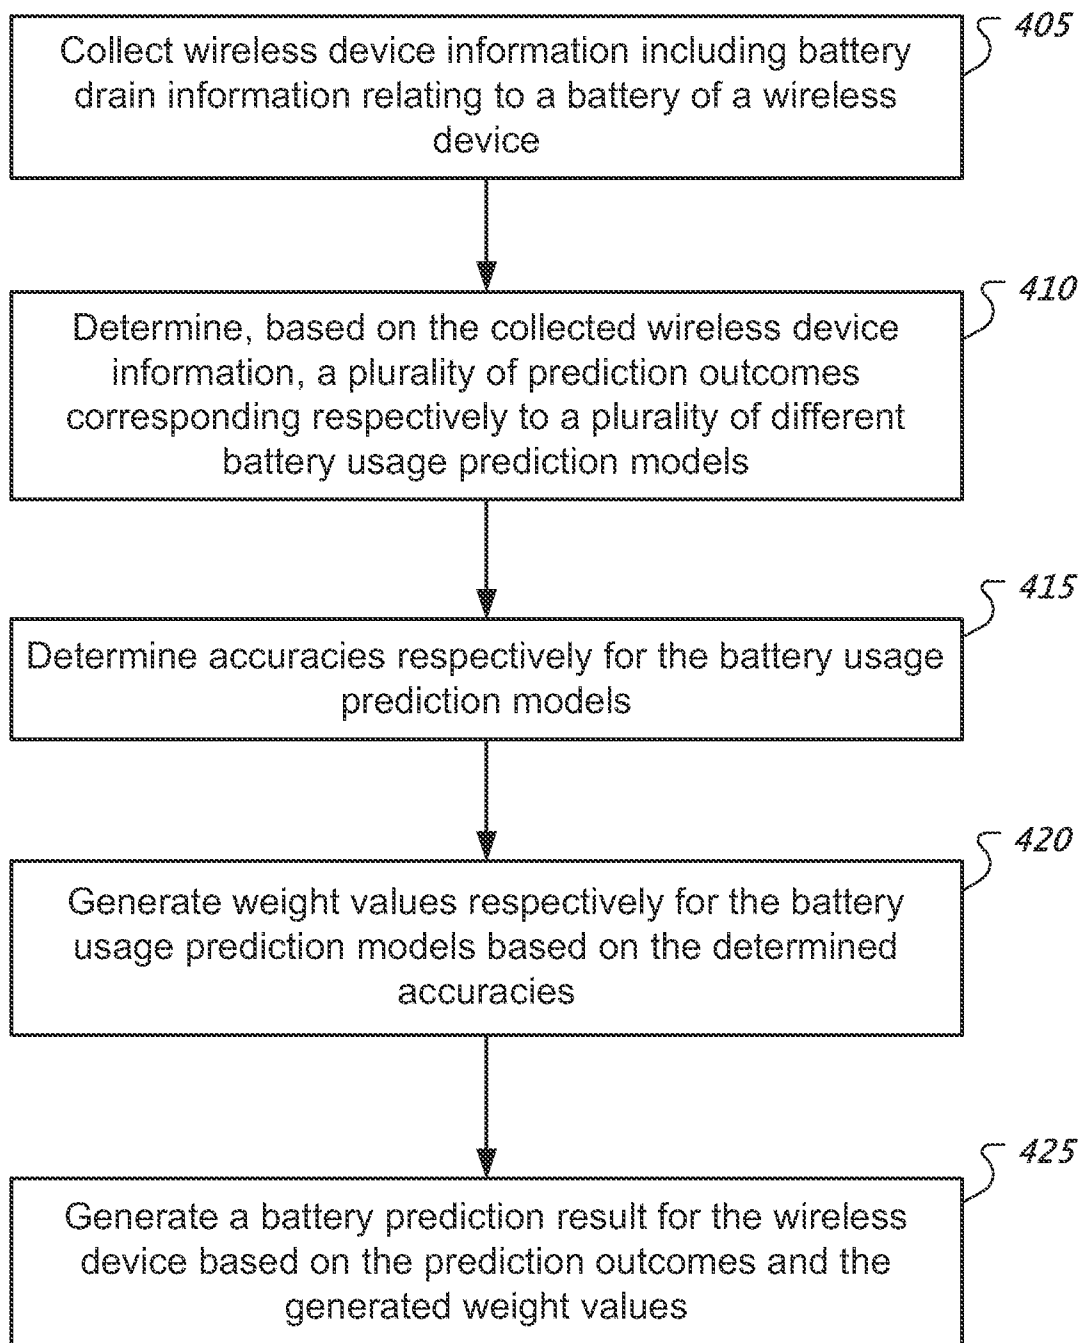 Collect wireless device information including battery
drain information relating to a battery of a wireless
device
405
Determine, based on the collected wireless device
information, a plurality of prediction outcomes
corresponding respectively to a plurality of different
battery usage prediction models
410
Determine accuracies respectively for the battery usage
prediction models
415
Generate weight values respectively for the battery
usage prediction models based on the determined
accuracies
420
Generate a battery prediction result for the wireless
device based on the prediction outcomes and the
generated weight values
425